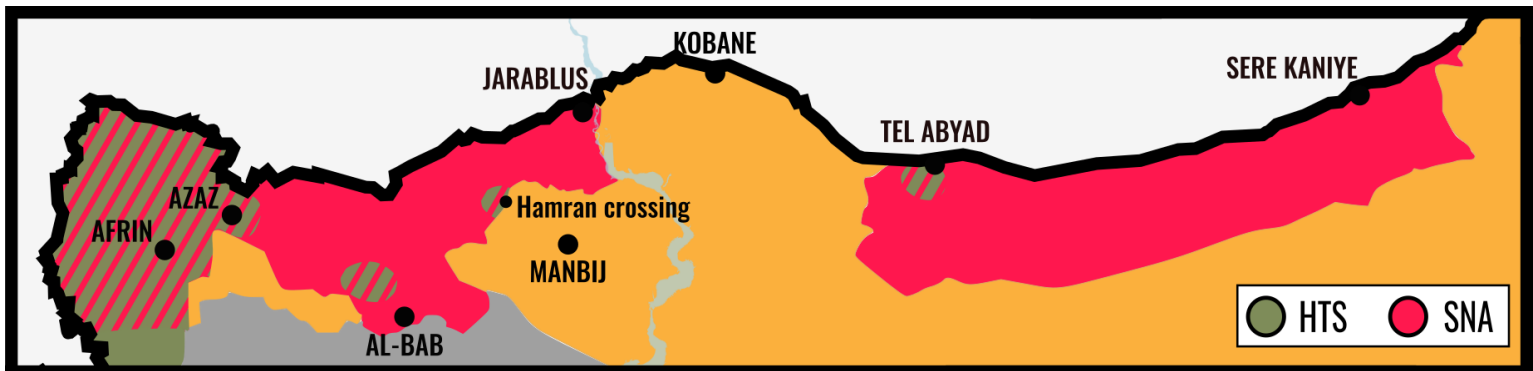 KOBANE
JARABLUS
SERE KANIYE
TEL ABYAD
AZAZ
Hamran crossing
AFRIN
MANBIJ
HTS
SNA
AL-BAB